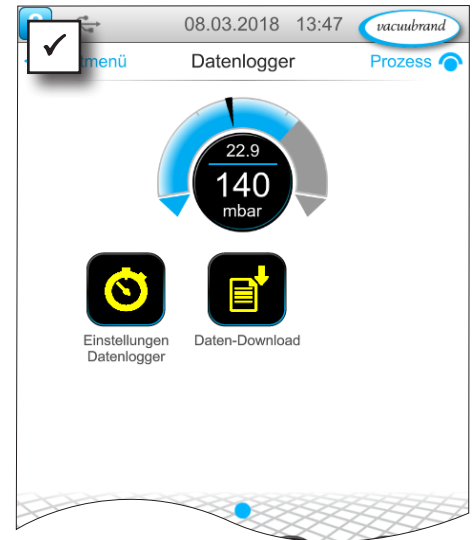 08.03.2018 13:47 vacuubrand
menü Datenlogger Prozess
22.9
140
mbar
Einstellungen
Datenlogger
Daten-Download